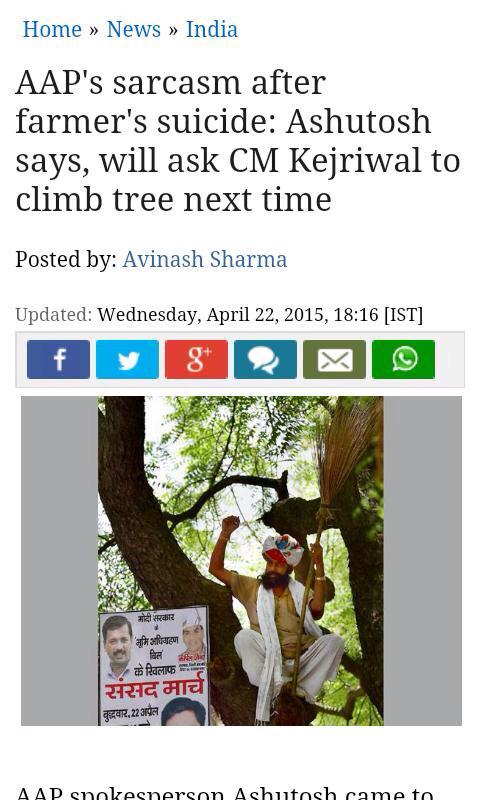 Home » News » India
AAP's sarcasm after
farmer's suicide: Ashutosh
says, will ask CM Kejriwal to
climb tree next time
Posted by: Avinash Sharma
Updated: Wednesday, April 22, 2015, 18:16 [IST]
f g+
मोदी सरकार
के
'भूमि अधिग्रहण
बिल'
के खिलाफ
संसद मार्च
बुद्धवार, 22 अप्रैल
AAP spokesperson Ashutosh came to